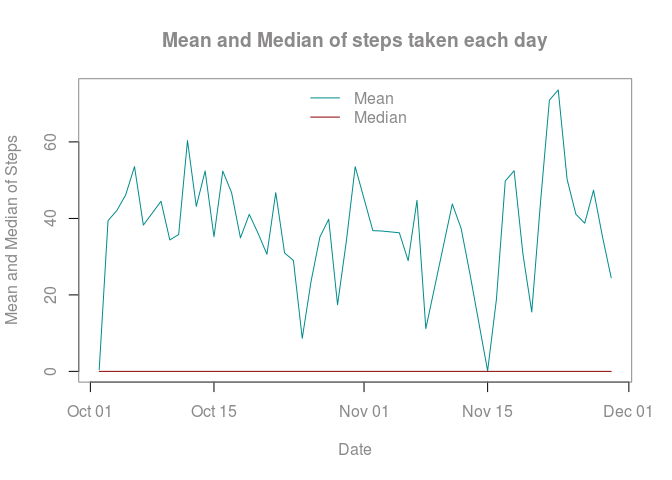 Mean and Median of steps taken each day
Mean
Median
Mean and Median of Steps
60
40
20
0
Oct 01
Oct 15
Nov 01
Nov 15
Dec 01
Date